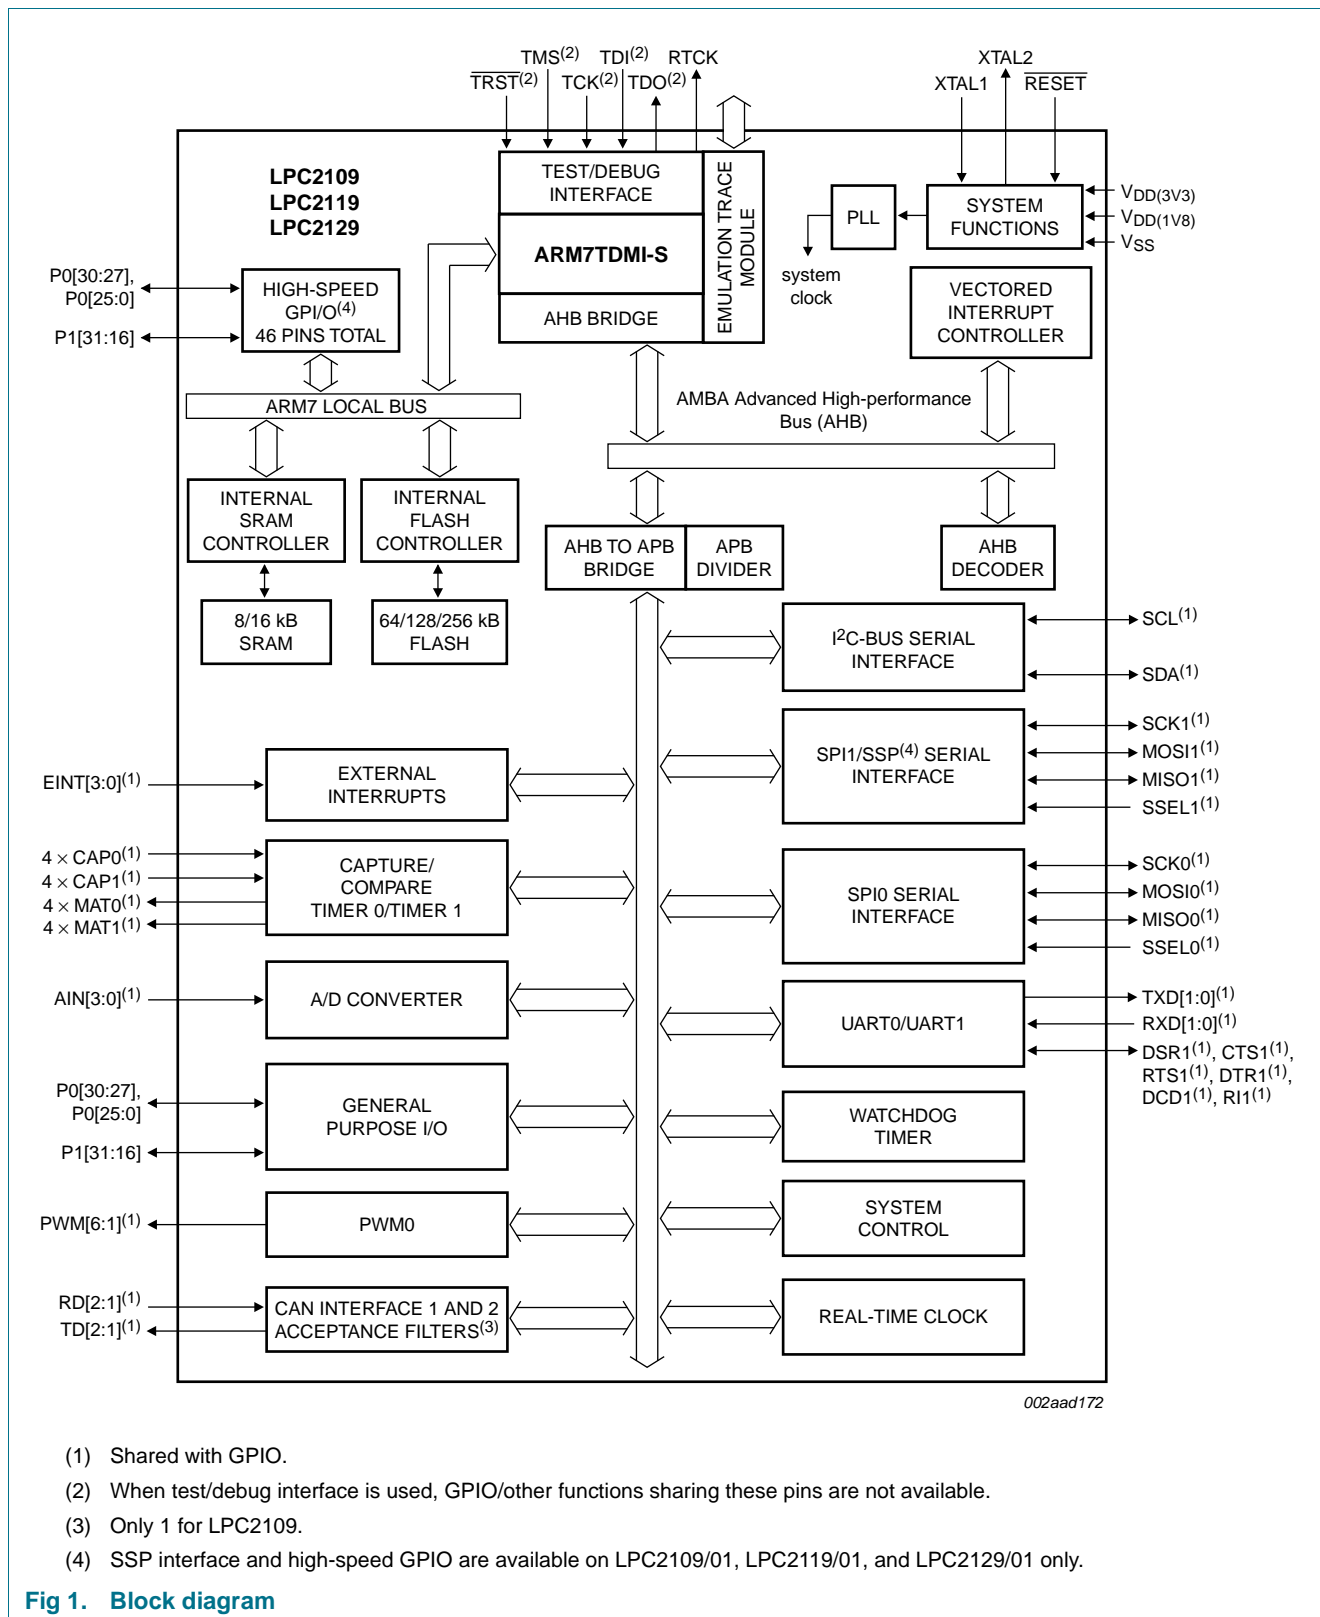 TMS(2) TDI(2) RTCK
TRST(2) TCK(2) TDO(2)
XTAL2
XTAL1 RESET
LPC2109
LPC2119
LPC2129
TEST/DEBUG
INTERFACE
ARM7TDMI-S
AHB BRIDGE
EMULATION TRACE
MODULE
PLL
system
clock
SYSTEM
FUNCTIONS
VDD(3V3)
VDD(1V8)
VSS
P0[30:27],
P0[25:0]
P1[31:16]
HIGH-SPEED
GPI/O(4)
46 PINS TOTAL
VECTORED
INTERRUPT
CONTROLLER
ARM7 LOCAL BUS
AMBA Advanced High-performance
Bus (AHB)
INTERNAL
SRAM
CONTROLLER
INTERNAL
FLASH
CONTROLLER
8/16 kB
SRAM
64/128/256 kB
FLASH
AHB TO APB
BRIDGE
APB
DIVIDER
AHB
DECODER
I2C-BUS SERIAL
INTERFACE
SCL(1)
SDA(1)
SPI1/SSP(4) SERIAL
INTERFACE
SCK1(1)
MOSI1(1)
MISO1(1)
SSEL1(1)
EINT[3:0](1)
EXTERNAL
INTERRUPTS
4 × CAP0(1)
4 × CAP1(1)
4 × MAT0(1)
4 × MAT1(1)
CAPTURE/
COMPARE
TIMER 0/TIMER 1
SPI0 SERIAL
INTERFACE
SCK0(1)
MOSI0(1)
MISO0(1)
SSEL0(1)
AIN[3:0](1)
A/D CONVERTER
UART0/UART1
TXD[1:0](1)
RXD[1:0](1)
DSR1(1), CTS1(1),
RTS1(1), DTR1(1),
DCD1(1), RI1(1)
P0[30:27],
P0[25:0]
P1[31:16]
GENERAL
PURPOSE I/O
WATCHDOG
TIMER
PWM[6:1](1)
PWM0
SYSTEM
CONTROL
RD[2:1](1)
TD[2:1](1)
CAN INTERFACE 1 AND 2
ACCEPTANCE FILTERS(3)
REAL-TIME CLOCK
002aad172
(1) Shared with GPIO.
(2) When test/debug interface is used, GPIO/other functions sharing these pins are not available.
(3) Only 1 for LPC2109.
(4) SSP interface and high-speed GPIO are available on LPC2109/01, LPC2119/01, and LPC2129/01 only.
Fig 1. Block diagram